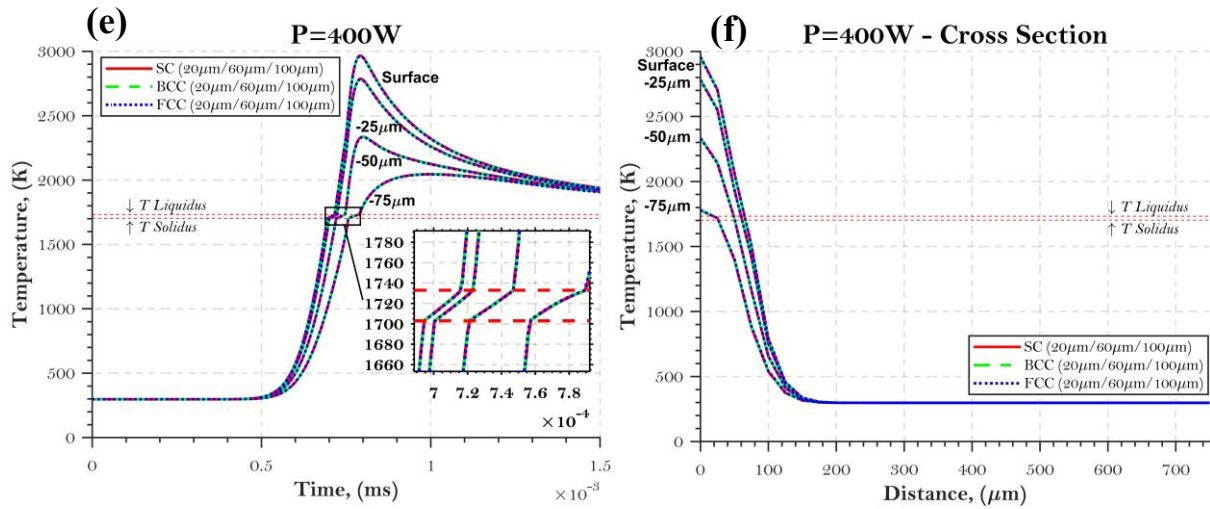 (e)
P=400W
3000
2500
2000
1500
1000
500
0
Temperature, (K)
SC (20μm/60μm/100μm)
BCC (20μm/60μm/100μm)
FCC (20μm/60μm/100μm)
Surface
-25μm
-50μm
-75μm
↓ T Liquidus
↑ T Solidus
1780
1760
1740
1720
1700
1680
1660
7 7.2 7.4 7.6 7.8
×10⁻⁴
0 0.5 1 1.5
Time, (ms)
×10⁻³
(f)
P=400W - Cross Section
3000
2500
2000
1500
1000
500
0
Temperature, (K)
Surface
-25μm
-50μm
-75μm
↓ T Liquidus
↑ T Solidus
SC (20μm/60μm/100μm)
BCC (20μm/60μm/100μm)
FCC (20μm/60μm/100μm)
0 100 200 300 400 500 600 700
Distance, (μm)